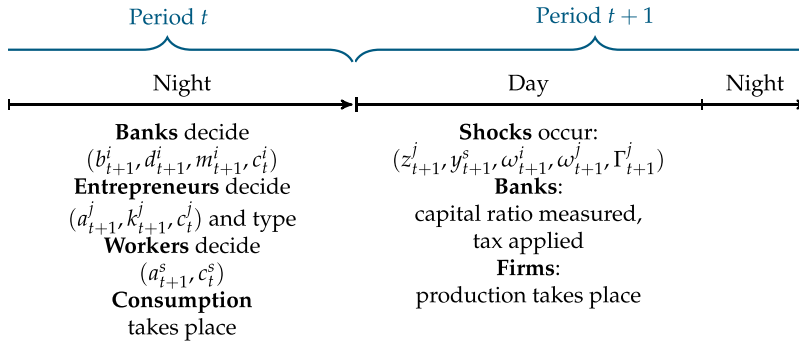 Period t
Period t + 1
Night
Day
Night
Banks decide
(b^i_{t+1}, d^i_{t+1}, m^i_{t+1}, c^i_t)
Entrepreneurs decide
(a^j_{t+1}, k^j_{t+1}, c^j_t) and type
Workers decide
(a^s_{t+1}, c^s_t)
Consumption
takes place
Shocks occur:
(z^j_{t+1}, y^s_{t+1}, ω^i_{t+1}, ω^j_{t+1}, Γ^j_{t+1})
Banks:
capital ratio measured,
tax applied
Firms:
production takes place